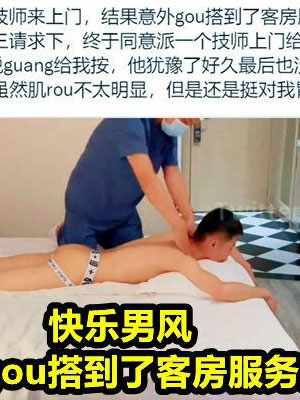 技师来上门，结果意外gou搭到了客房
三请求下，终于同意派一个技师上门给
guang给我按，他犹豫了好久最后也
虽然肌rou不太明显，但是还是挺对我
快乐男风
gou搭到了客房服务